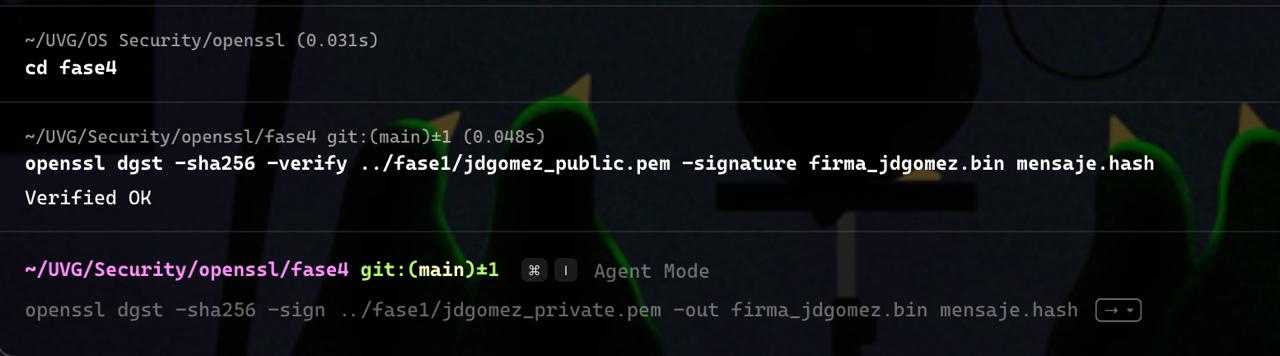 ~/UVG/OS Security/openssl (0.031s)
cd fase4
~/UVG/Security/openssl/fase4 git:(main)±1 (0.048s)
openssl dgst -sha256 -verify ../fase1/jdgomez_public.pem -signature firma_jdgomez.bin mensaje.hash
Verified OK
~/UVG/Security/openssl/fase4 git:(main)±1 ⌘ I Agent Mode
openssl dgst -sha256 -sign ../fase1/jdgomez_private.pem -out firma_jdgomez.bin mensaje.hash →